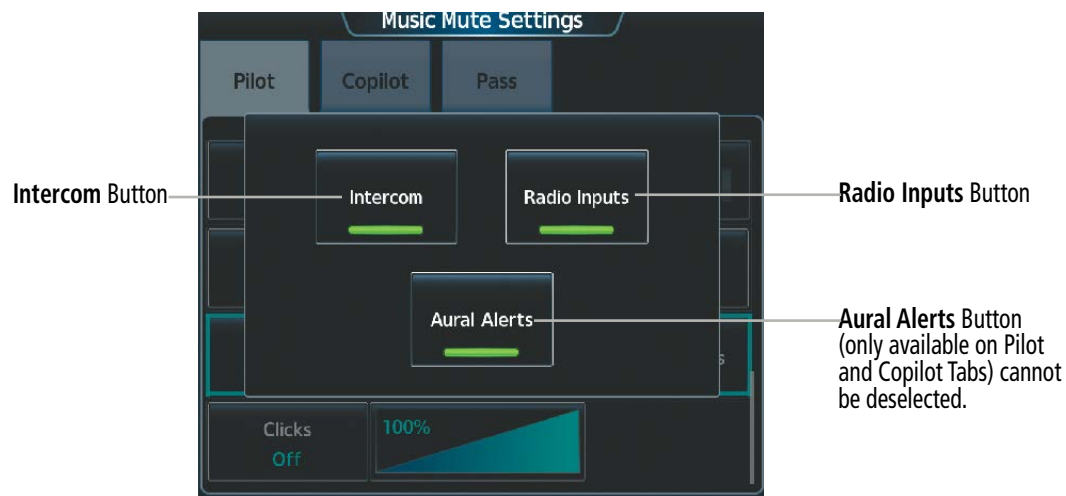 Music Mute Settings
Pilot
Copilot
Pass
Intercom Button
Intercom
Radio Inputs
Radio Inputs Button
Aural Alerts
Aural Alerts Button
(only available on Pilot
and Copilot Tabs) cannot
be deselected.
s
Clicks
Off
100%